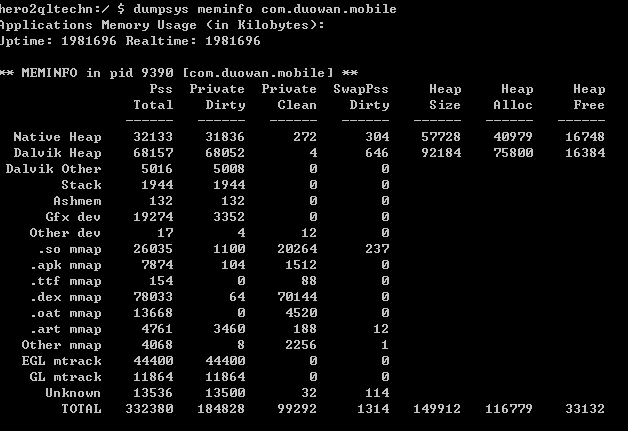 hero2qltechn:/ $ dumpsys meminfo com.duowan.mobile
Applications Memory Usage (in Kilobytes):
Uptime: 1981696 Realtime: 1981696
** MEMINFO in pid 9390 [com.duowan.mobile] **
Pss Private Private SwapPss Heap Heap Heap
Total Dirty Clean Dirty Size Alloc Free
------ ------ ------ ------ ------ ------ ------
Native Heap 32133 31836 272 304 57728 40979 16748
Dalvik Heap 68157 68052 4 646 92184 75800 16384
Dalvik Other 5016 5008 0 0
Stack 1944 1944 0 0
Ashmem 132 132 0 0
Gfx dev 19274 3352 0 0
Other dev 17 4 12 0
.so mmap 26035 1100 20264 237
.apk mmap 7874 104 1512 0
.ttf mmap 154 0 88 0
.dex mmap 78033 64 70144 0
.oat mmap 13668 0 4520 0
.art mmap 4761 3460 188 12
Other mmap 4068 8 2256 1
EGL mtrack 44400 44400 0 0
GL mtrack 11864 11864 0 0
Unknown 13536 13500 32 114
TOTAL 332380 184828 99292 1314 149912 116779 33132